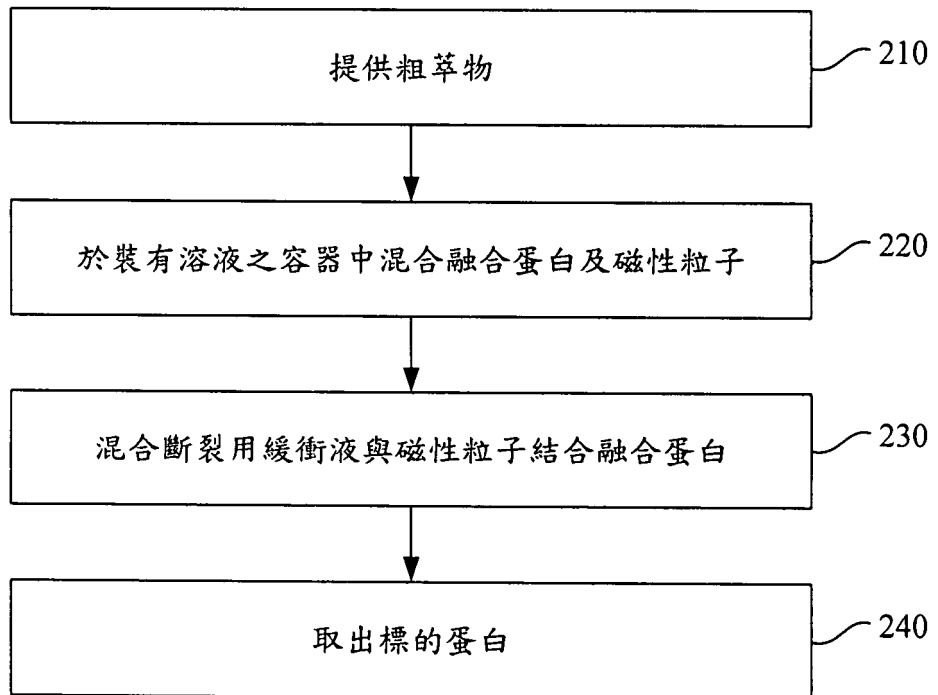 提供粗萃物
210
於裝有溶液之容器中混合融合蛋白及磁性粒子
220
混合斷裂用緩衝液與磁性粒子結合融合蛋白
230
取出標的蛋白
240